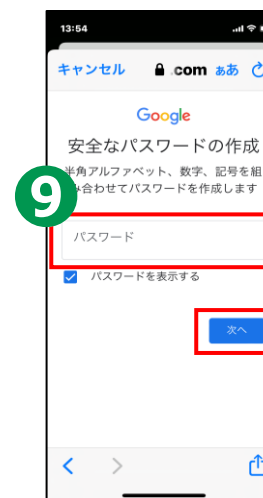 13:54
キャンセル .com ああ
Google
安全なパスワードの作成
半角アルファベット、数字、記号を組
み合わせてパスワードを作成します
9
パスワード
パスワードを表示する
次へ